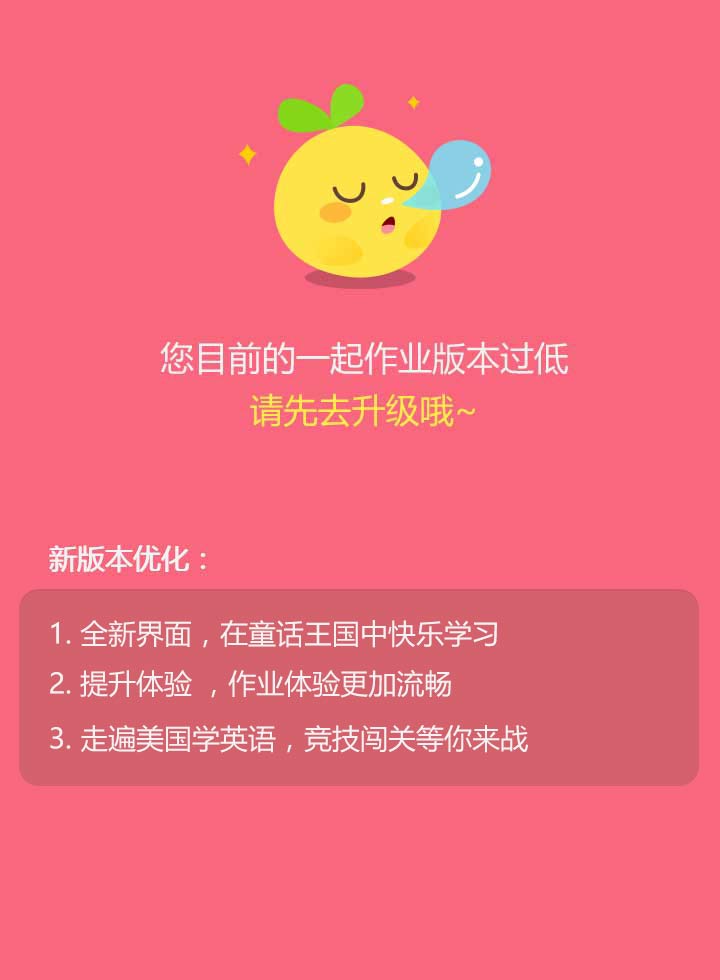 您目前的一起作业版本过低
请先去升级哦~
新版本优化：
1. 全新界面，在童话王国中快乐学习
2. 提升体验 ，作业体验更加流畅
3. 走遍美国学英语，竞技闯关等你来战